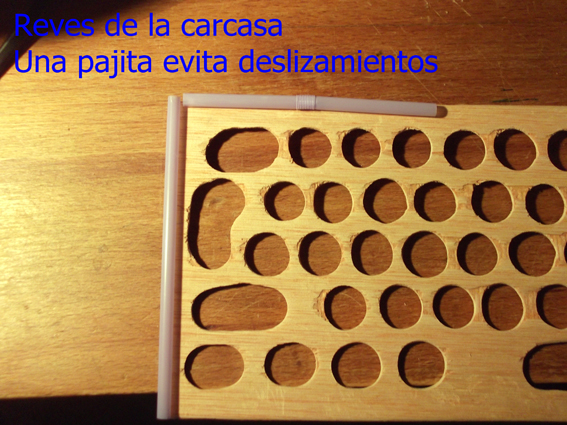 Reves de la carcasa
Una pajita evita deslizamientos